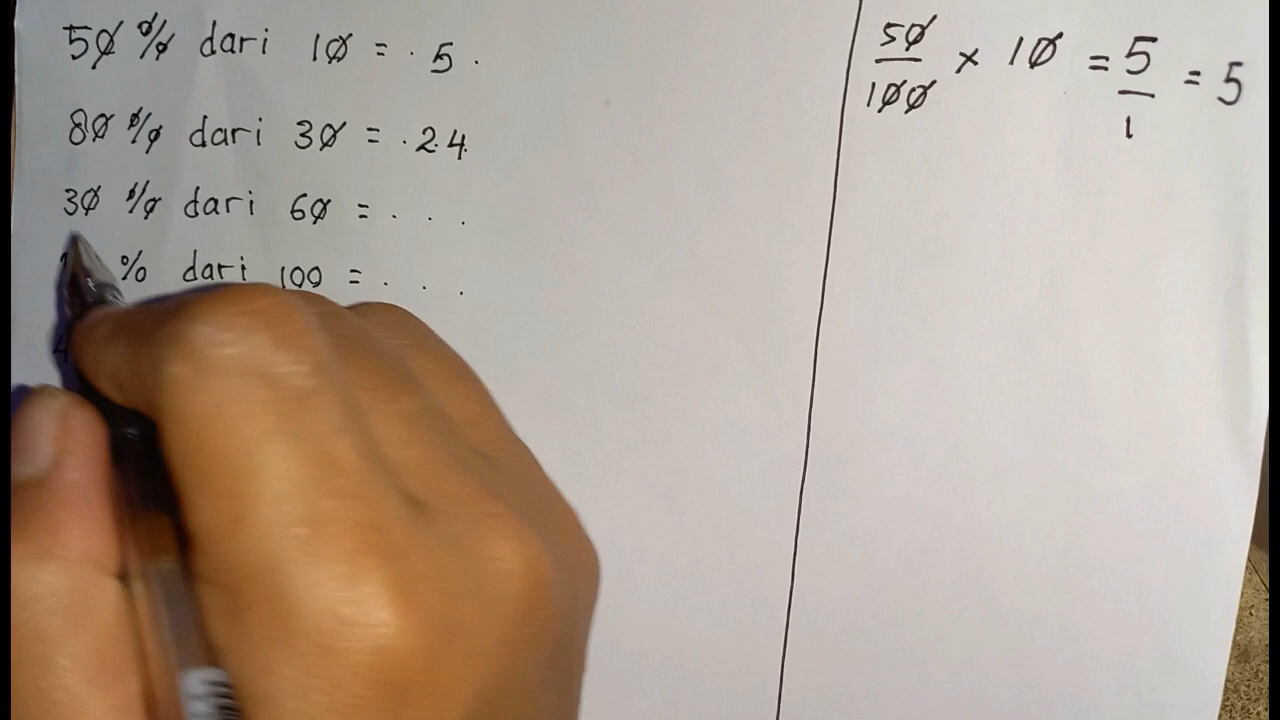 50 % dari 10 = . 5 .
80 % dari 30 = . 24
30 % dari 60 = . . .
% dari 100 = . . .
4
50/100 × 10 = 5/1 = 5